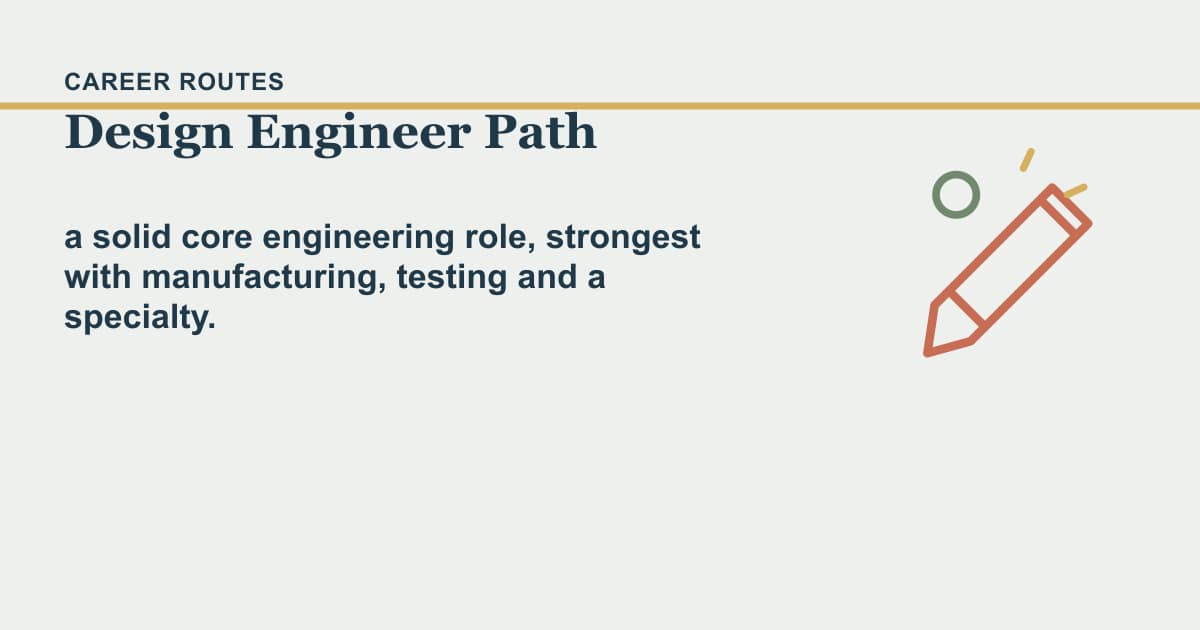 CAREER ROUTES
Design Engineer Path
a solid core engineering role, strongest
with manufacturing, testing and a
specialty.